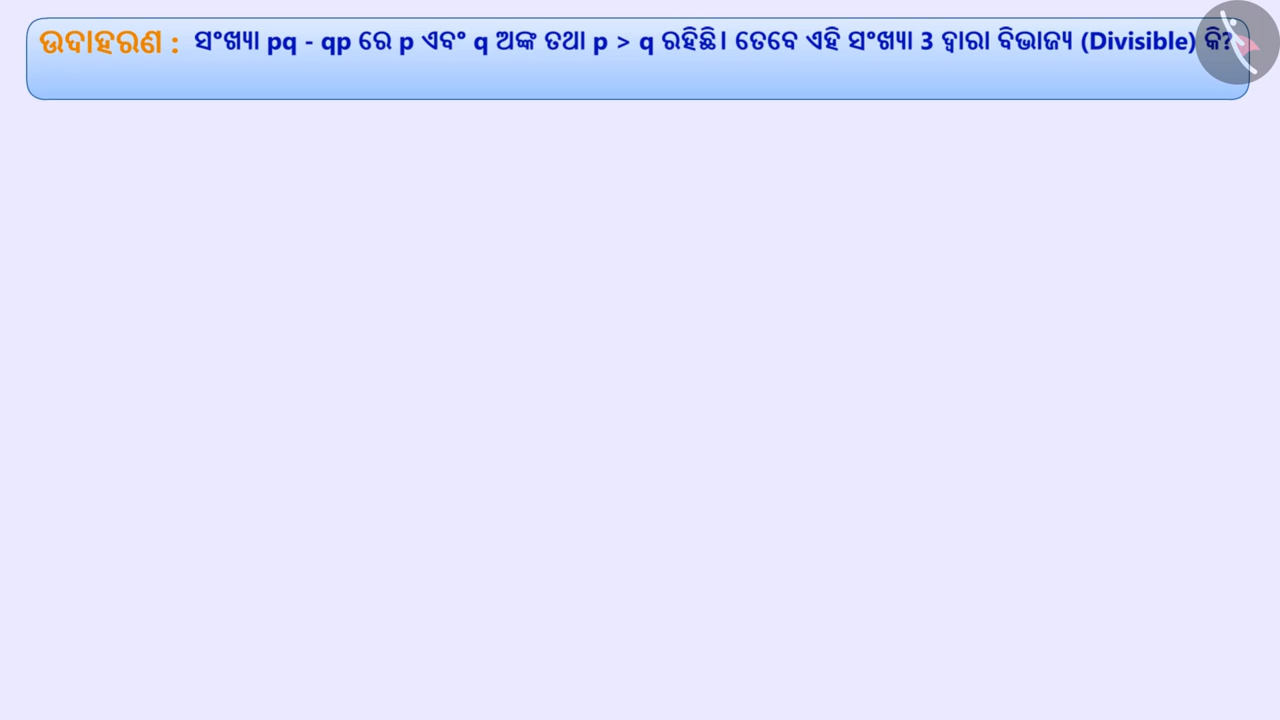 ଉଦାହରଣ : ସଂଖ୍ୟା pq - qp ରେ p ଏବଂ q ଅଙ୍କ ତଥା p > q ରହିଛି। ତେବେ ଏହି ସଂଖ୍ୟା 3 ଦ୍ୱାରା ବିଭାଜ୍ୟ (Divisible) କି?